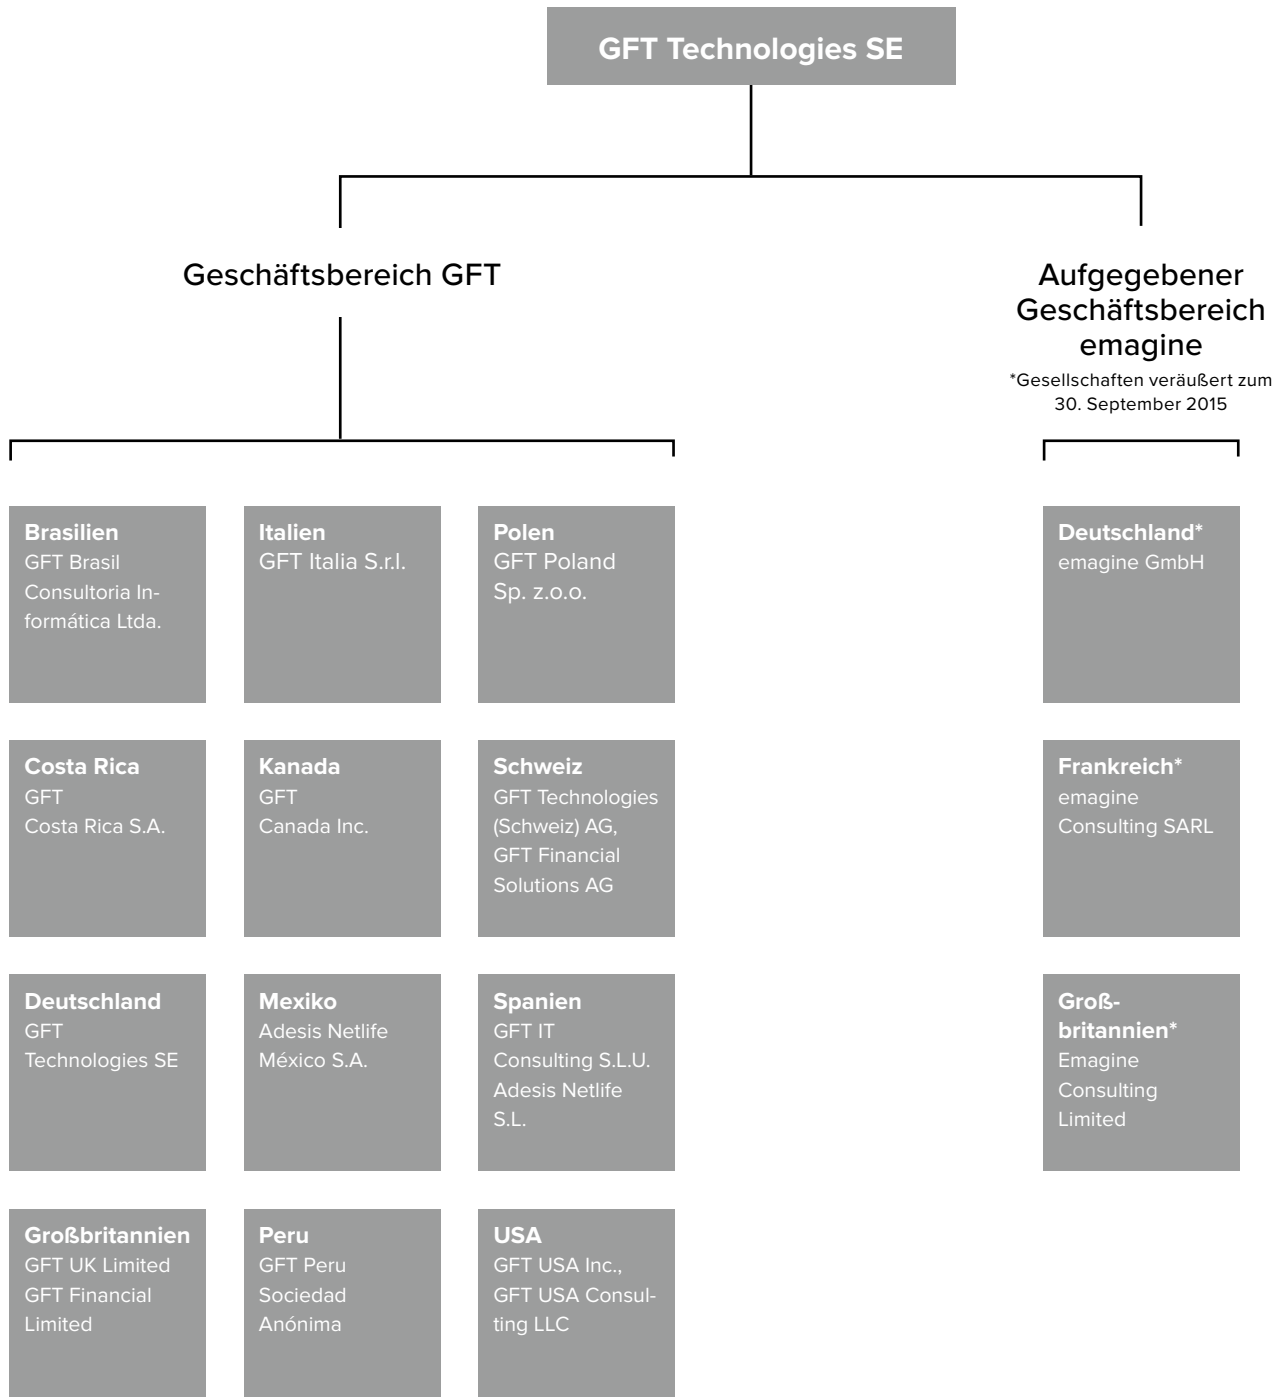 GFT Technologies SE
Geschäftsbereich GFT
Aufgegebener
Geschäftsbereich
emagine
*Gesellschaften veräußert zum
30. September 2015
Brasilien
GFT Brasil
Consultoria In-
formática Ltda.
Italien
GFT Italia S.r.l.
Polen
GFT Poland
Sp. z.o.o.
Deutschland*
emagine GmbH
Costa Rica
GFT
Costa Rica S.A.
Kanada
GFT
Canada Inc.
Schweiz
GFT Technologies
(Schweiz) AG,
GFT Financial
Solutions AG
Frankreich*
emagine
Consulting SARL
Deutschland
GFT
Technologies SE
Mexiko
Adesis Netlife
México S.A.
Spanien
GFT IT
Consulting S.L.U.
Adesis Netlife
S.L.
Groß-
britannien*
Emagine
Consulting
Limited
Großbritannien
GFT UK Limited
GFT Financial
Limited
Peru
GFT Peru
Sociedad
Anónima
USA
GFT USA Inc.,
GFT USA Consul-
ting LLC